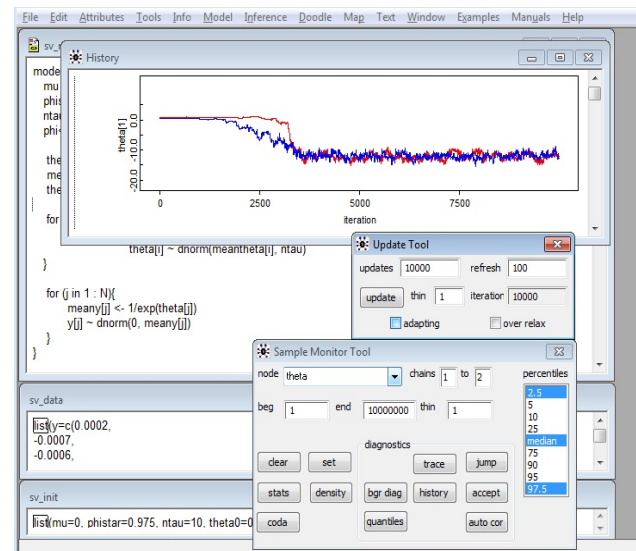 File Edit Attributes Tools Info Model Inference Doodle Map Text Window Examples Manuals Help
History
theta[1]
0.0
-10.0
-20.0
0 2500 5000 7500
iteration
mode
mu
phis
ntau
phi
the
me
the
for
theta[i] ~ dnorm(meantheta[i], ntau)
}
for (j in 1 : N){
meany[j] <- 1/exp(theta[j])
y[j] ~ dnorm(0, meany[j])
}
}
Update Tool
updates 10000 refresh 100
update thin 1 iteration 10000
adapting over relax
Sample Monitor Tool
node theta chains 1 to 2 percentiles
beg 1 end 10000000 thin 1
2.5
5
10
25
median
75
90
95
97.5
diagnostics
clear set trace jump
stats density bgr diag history accept
coda quantiles auto cor
sv_data
list(y=c(0.0002,
-0.0007,
-0.0006,
sv_init
list(mu=0, phistar=0.975, ntau=10, theta0=0